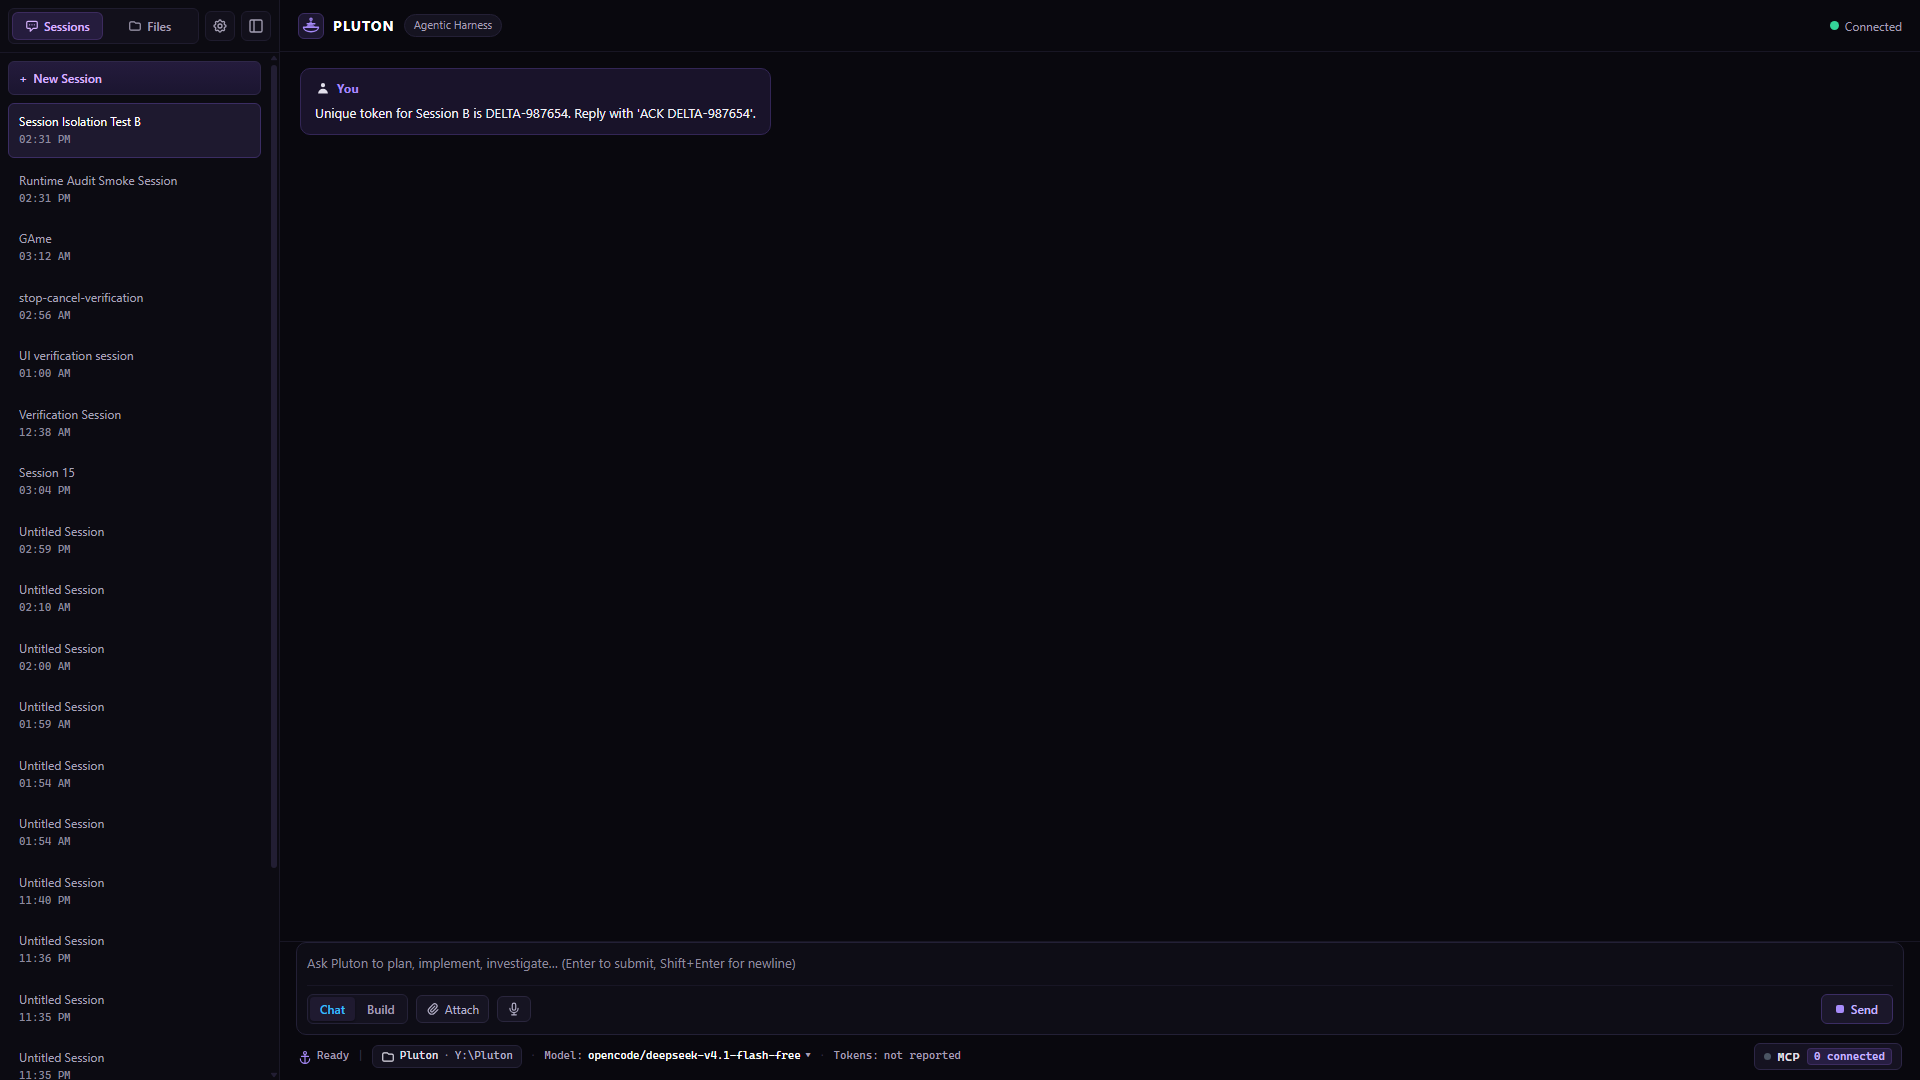 Sessions
Files
+ New Session
Session Isolation Test B
02:31 PM
Runtime Audit Smoke Session
02:31 PM
GAme
03:12 AM
stop-cancel-verification
02:56 AM
UI verification session
01:00 AM
Verification Session
12:38 AM
Session 15
03:04 PM
Untitled Session
02:59 PM
Untitled Session
02:10 AM
Untitled Session
02:00 AM
Untitled Session
01:59 AM
Untitled Session
01:54 AM
Untitled Session
01:54 AM
Untitled Session
11:40 PM
Untitled Session
11:36 PM
Untitled Session
11:35 PM
Untitled Session
11:35 PM
PLUTON
Agentic Harness
Connected
You
Unique token for Session B is DELTA-987654. Reply with 'ACK DELTA-987654'.
Ask Pluton to plan, implement, investigate... (Enter to submit, Shift+Enter for newline)
Chat
Build
Attach
Send
Ready
Pluton · Y:\Pluton
Model: opencode/deepseek-v4.1-flash-free
Tokens: not reported
MCP
0 connected